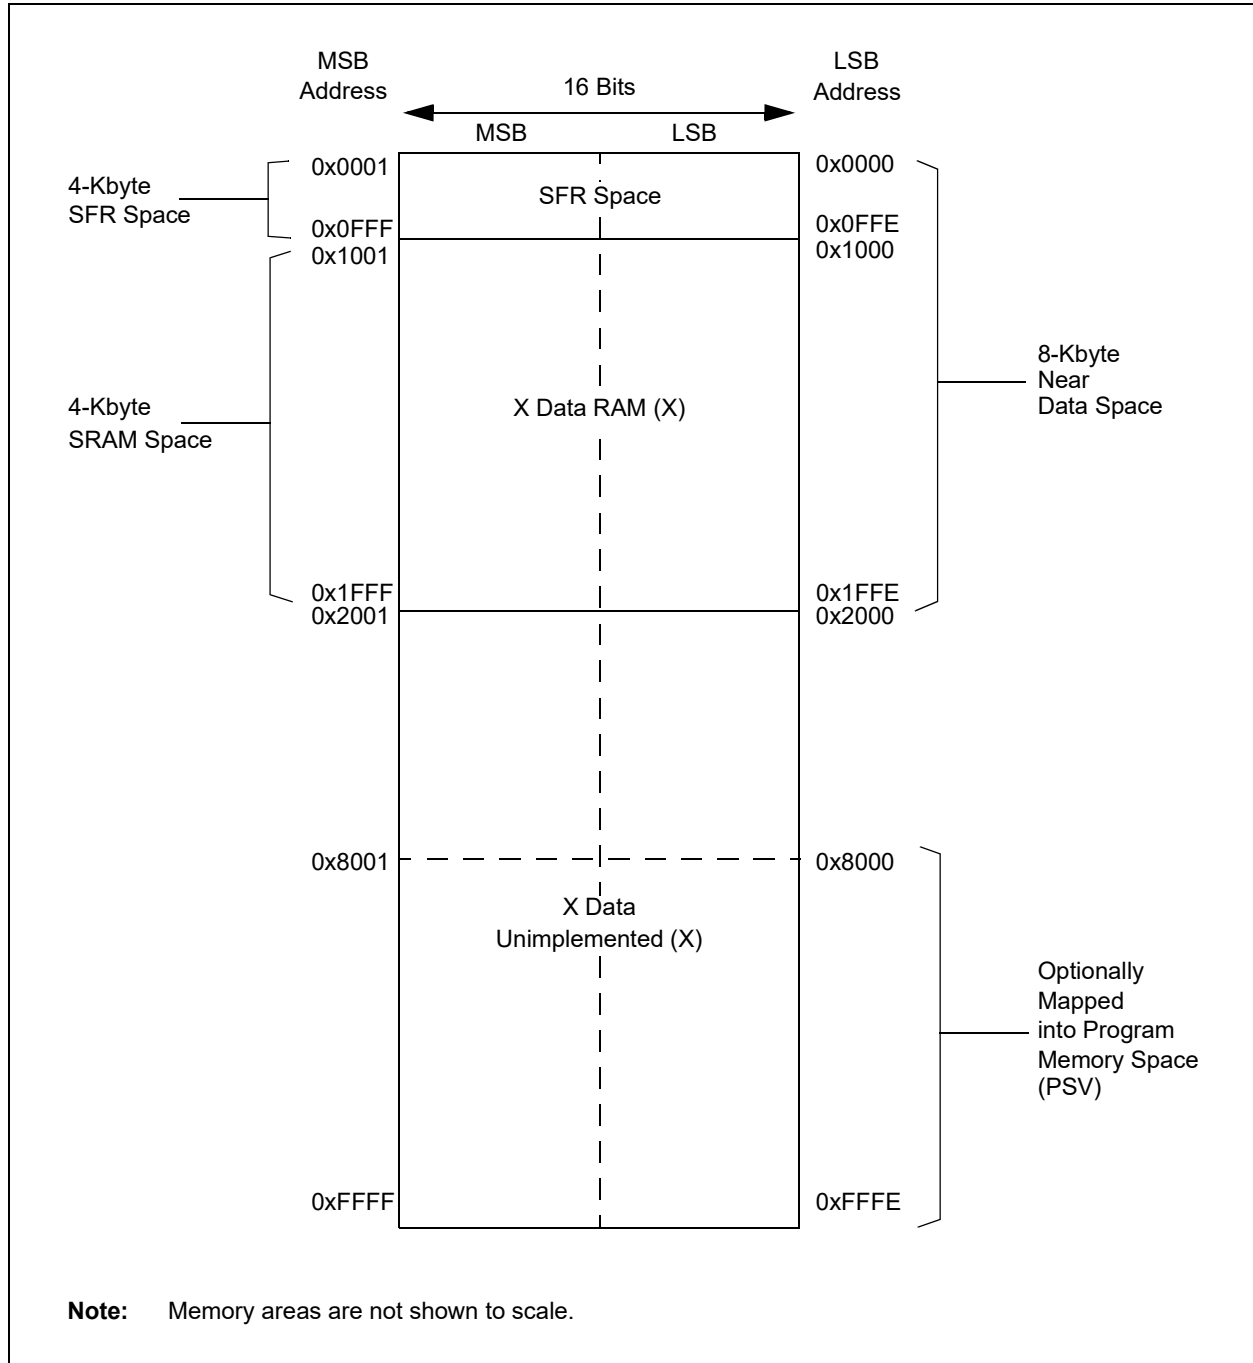 MSB
Address
LSB
Address
16 Bits
MSB
LSB
4-Kbyte
SFR Space
0x0001
0x0FFF
0x1001
SFR Space
0x0000
0x0FFE
0x1000
4-Kbyte
SRAM Space
X Data RAM (X)
8-Kbyte
Near
Data Space
0x1FFF
0x2001
0x1FFE
0x2000
0x8001
0x8000
X Data
Unimplemented (X)
Optionally
Mapped
into Program
Memory Space
(PSV)
0xFFFF
0xFFFE
Note: Memory areas are not shown to scale.